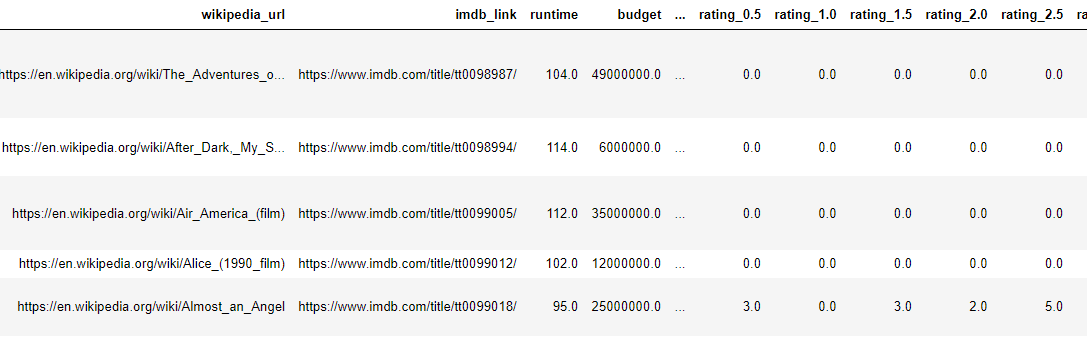 wikipedia_url imdb_link runtime budget ... rating_0.5 rating_1.0 rating_1.5 rating_2.0 rating_2.5 ra
https://en.wikipedia.org/wiki/The_Adventures_o... https://www.imdb.com/title/tt0098987/ 104.0 49000000.0 ... 0.0 0.0 0.0 0.0 0.0
https://en.wikipedia.org/wiki/After_Dark,_My_S... https://www.imdb.com/title/tt0098994/ 114.0 6000000.0 ... 0.0 0.0 0.0 0.0 0.0
https://en.wikipedia.org/wiki/Air_America_(film) https://www.imdb.com/title/tt0099005/ 112.0 35000000.0 ... 0.0 0.0 0.0 0.0 0.0
https://en.wikipedia.org/wiki/Alice_(1990_film) https://www.imdb.com/title/tt0099012/ 102.0 12000000.0 ... 0.0 0.0 0.0 0.0 0.0
https://en.wikipedia.org/wiki/Almost_an_Angel https://www.imdb.com/title/tt0099018/ 95.0 25000000.0 ... 3.0 0.0 3.0 2.0 5.0